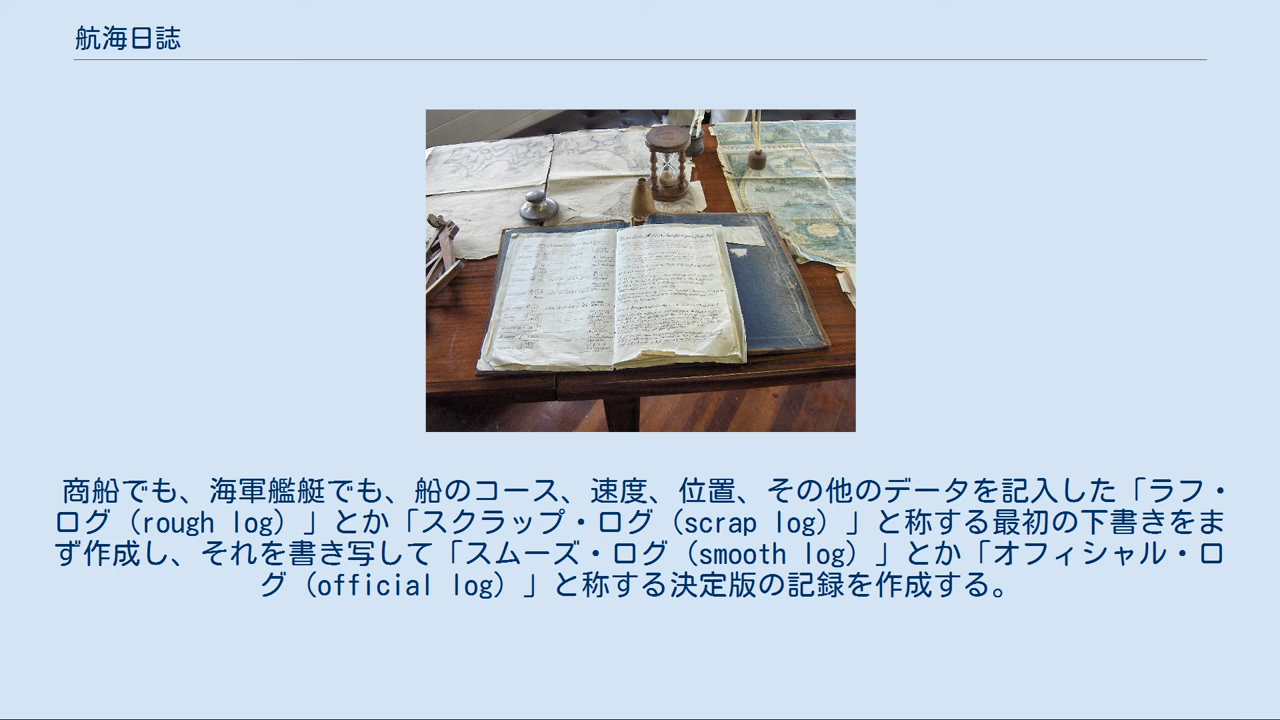 航海日誌
商船でも、海軍艦艇でも、船のコース、速度、位置、その他のデータを記入した「ラフ・
ログ（rough log）」とか「スクラップ・ログ（scrap log）」と称する最初の下書きをま
ず作成し、それを書き写して「スムーズ・ログ（smooth log）」とか「オフィシャル・ロ
グ（official log）」と称する決定版の記録を作成する。